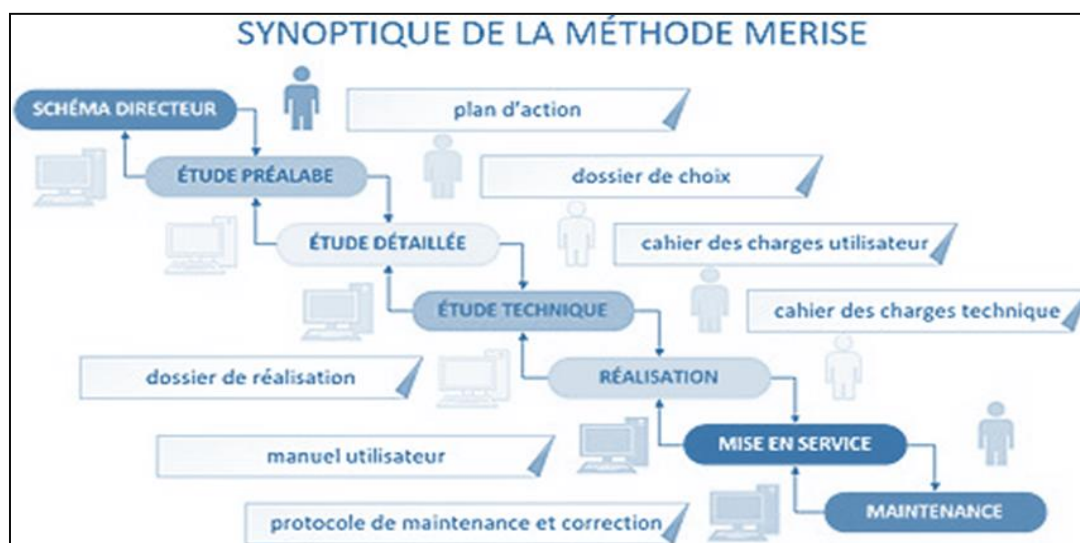 SYNOPTIQUE DE LA MÉTHODE MERISE
SCHÉMA DIRECTEUR
plan d'action
ÉTUDE PRÉALABE
dossier de choix
ÉTUDE DÉTAILLÉE
cahier des charges utilisateur
ÉTUDE TECHNIQUE
cahier des charges technique
dossier de réalisation
RÉALISATION
manuel utilisateur
MISE EN SERVICE
protocole de maintenance et correction
MAINTENANCE